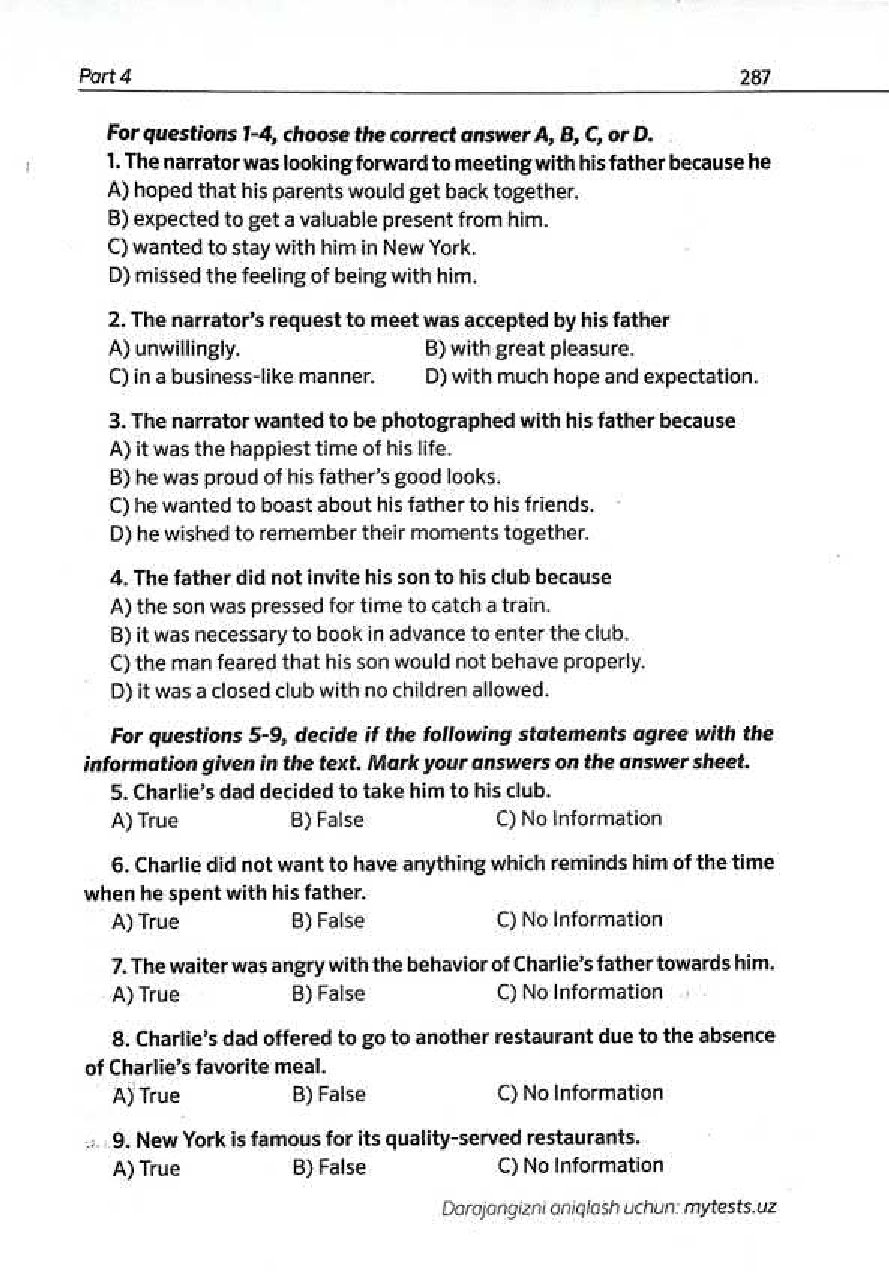 Part 4 287
For questions 1-4, choose the correct answer A, B, C, or D.
1. The narrator was looking forward to meeting with his father because he
A) hoped that his parents would get back together.
B) expected to get a valuable present from him.
C) wanted to stay with him in New York.
D) missed the feeling of being with him.
2. The narrator's request to meet was accepted by his father
A) unwillingly. B) with great pleasure.
C) in a business-like manner. D) with much hope and expectation.
3. The narrator wanted to be photographed with his father because
A) it was the happiest time of his life.
B) he was proud of his father's good looks.
C) he wanted to boast about his father to his friends.
D) he wished to remember their moments together.
4. The father did not invite his son to his club because
A) the son was pressed for time to catch a train.
B) it was necessary to book in advance to enter the club.
C) the man feared that his son would not behave properly.
D) it was a closed club with no children allowed.
For questions 5-9, decide if the following statements agree with the
information given in the text. Mark your answers on the answer sheet.
5. Charlie's dad decided to take him to his club.
A) True B) False C) No Information
6. Charlie did not want to have anything which reminds him of the time
when he spent with his father.
A) True B) False C) No Information
7. The waiter was angry with the behavior of Charlie's father towards him.
A) True B) False C) No Information
8. Charlie's dad offered to go to another restaurant due to the absence
of Charlie's favorite meal.
A) True B) False C) No Information
9. New York is famous for its quality-served restaurants.
A) True B) False C) No Information
Darajangizni aniqlash uchun: mytests.uz